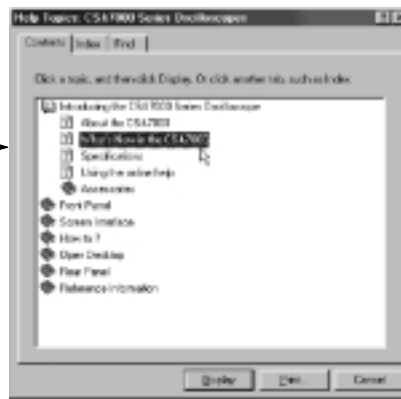 Help Topics: CSA7000 Series Oscilloscopes
Contents Index Find
Click a topic, and then click Display. Or click another tab, such as Index.
Introducing the CSA7000 Series Oscilloscope
About the CSA7000
What's New in the CSA7000
Specifications
Using the online help
Accessories
Front Panel
Screen Interface
How to ?
Open Desktop
Rear Panel
Reference Information
Display Print... Cancel